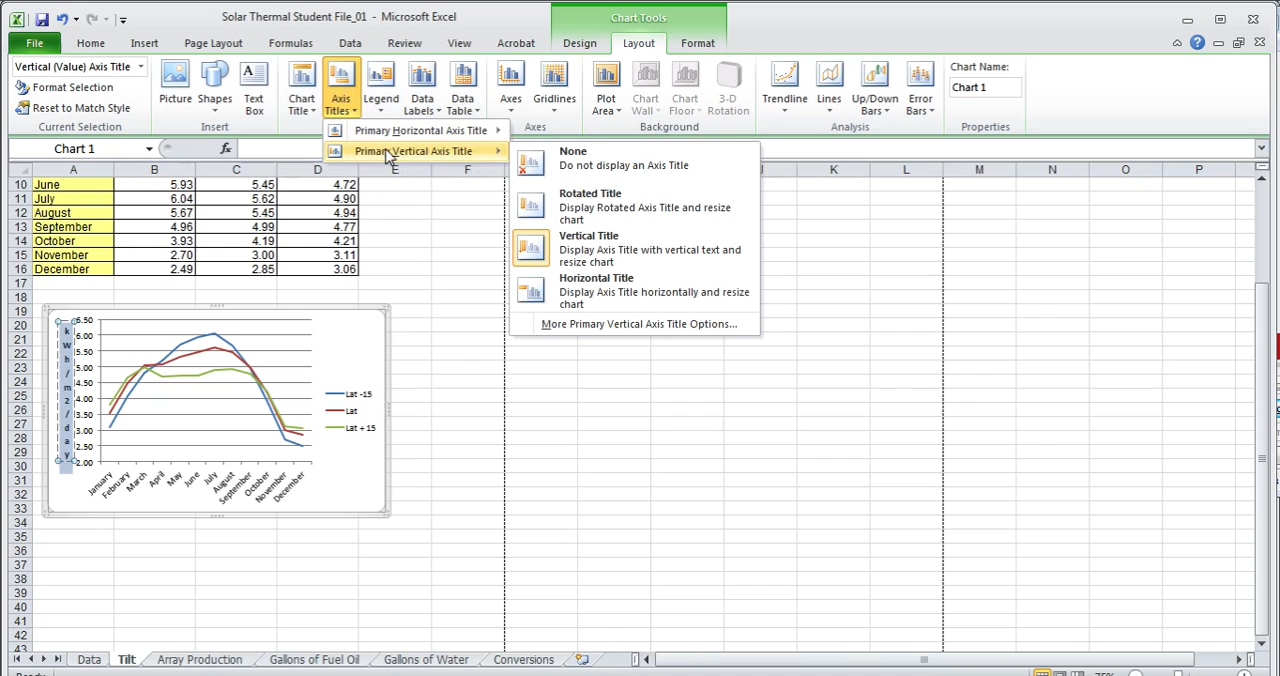 Solar Thermal Student File_01 - Microsoft Excel
Chart Tools
File Home Insert Page Layout Formulas Data Review View Acrobat Design Layout Format
Vertical (Value) Axis Title
Format Selection
Reset to Match Style
Current Selection
Picture Shapes Text Box
Insert
Chart Title Axis Titles Legend Data Labels Data Table
Axes Gridlines
Axes
Plot Area Chart Wall Chart Floor 3-D Rotation
Background
Trendline Lines Up/Down Bars Error Bars
Analysis
Chart Name:
Chart 1
Properties
Primary Horizontal Axis Title
Primary Vertical Axis Title
None
Do not display an Axis Title
Rotated Title
Display Rotated Axis Title and resize
chart
Vertical Title
Display Axis Title with vertical text and
resize chart
Horizontal Title
Display Axis Title horizontally and resize
chart
More Primary Vertical Axis Title Options...
Chart 1 fx
A B C D E F K L M N O P
10 June 5.93 5.45 4.72
11 July 6.04 5.62 4.90
12 August 5.67 5.45 4.94
13 September 4.96 4.99 4.77
14 October 3.93 4.19 4.21
15 November 2.70 3.00 3.11
16 December 2.49 2.85 3.06
17
18
19
20
21
22
23
24
25
26
27
28
29
30
31
32
33
34
35
36
37
38
39
40
41
42
43
kWh/m2/day
6.50
6.00
5.50
5.00
4.50
4.00
3.50
3.00
2.50
2.00
January February March April May June July August September October November December
Lat -15
Lat
Lat + 15
Data Tilt Array Production Gallons of Fuel Oil Gallons of Water Conversions